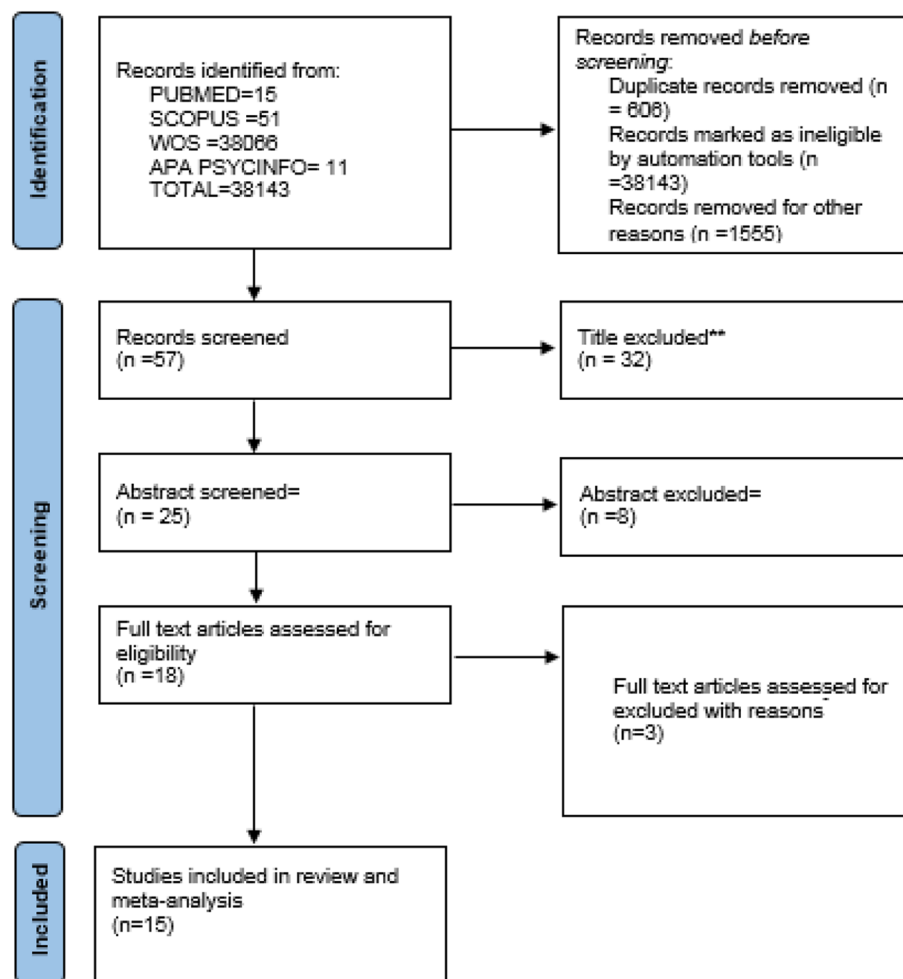 Identification
Records identified from:
PUBMED=15
SCOPUS =51
WOS =38066
APA PSYCINFO= 11
TOTAL=38143
Records removed before
screening:
Duplicate records removed (n
= 606)
Records marked as ineligible
by automation tools (n
=38143)
Records removed for other
reasons (n =1555)
Screening
Records screened
(n =57)
Title excluded**
(n = 32)
Abstract screened=
(n = 25)
Abstract excluded=
(n =8)
Full text articles assessed for
eligibility
(n =18)
Full text articles assessed for
excluded with reasons
(n=3)
Included
Studies included in review and
meta-analysis
(n=15)